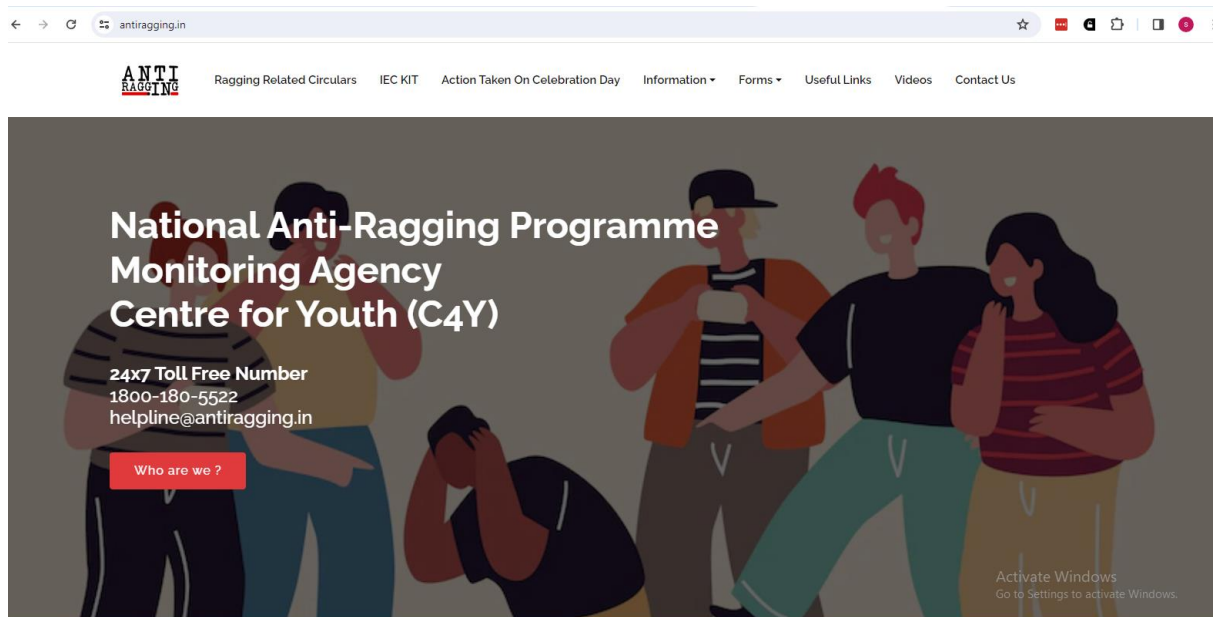 antiragging.in
ANTI
RAGGING
Ragging Related Circulars IEC KIT Action Taken On Celebration Day Information Forms Useful Links Videos Contact Us
National Anti-Ragging Programme
Monitoring Agency
Centre for Youth (C4Y)
24x7 Toll Free Number
1800-180-5522
helpline@antiragging.in
Who are we ?
Activate Windows
Go to Settings to activate Windows.